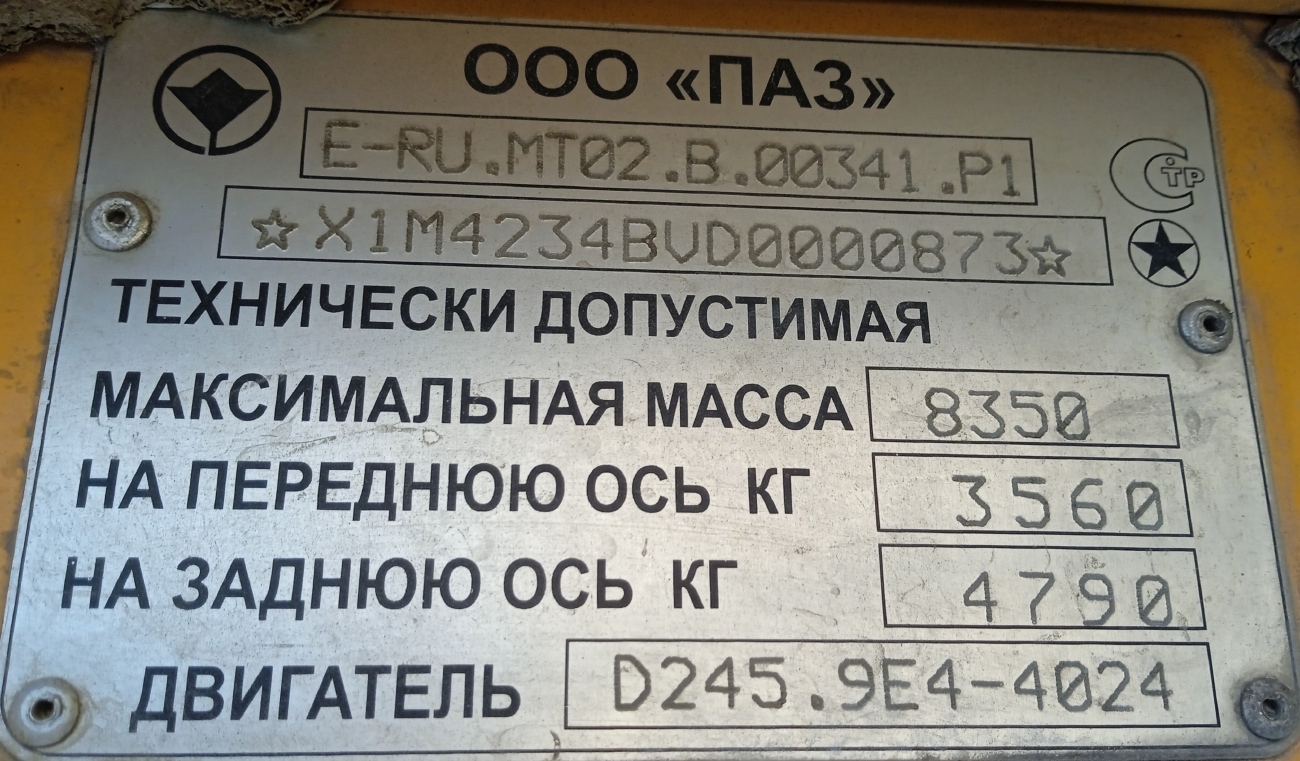 ООО «ПАЗ»
E-RU.MT02.B.00341.P1
☆X1M4234BVD0000873☆
ТЕХНИЧЕСКИ ДОПУСТИМАЯ
МАКСИМАЛЬНАЯ МАССА 8350
НА ПЕРЕДНЮЮ ОСЬ КГ 3560
НА ЗАДНЮЮ ОСЬ КГ 4790
ДВИГАТЕЛЬ D245.9E4-4024